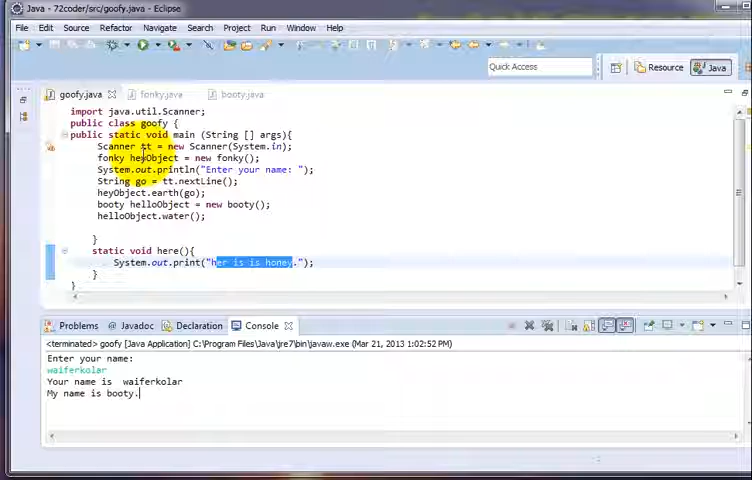 Java - 72coder/src/goofy.java - Eclipse
File Edit Source Refactor Navigate Search Project Run Window Help
Quick Access
Resource
Java
goofy.java
fonky.java
booty.java
import java.util.Scanner;
public class goofy {
public static void main (String [] args){
Scanner tt = new Scanner(System.in);
fonky heyObject = new fonky();
System.out.println("Enter your name: ");
String go = tt.nextLine();
heyObject.earth(go);
booty helloObject = new booty();
helloObject.water();
}
static void here(){
System.out.print("her is is honey.");
}
}
Problems @ Javadoc Declaration Console
<terminated> goofy [Java Application] C:\Program Files\Java\jre7\bin\javaw.exe (Mar 21, 2013 1:02:52 PM)
Enter your name:
waiferkolar
Your name is  waiferkolar
My name is booty.